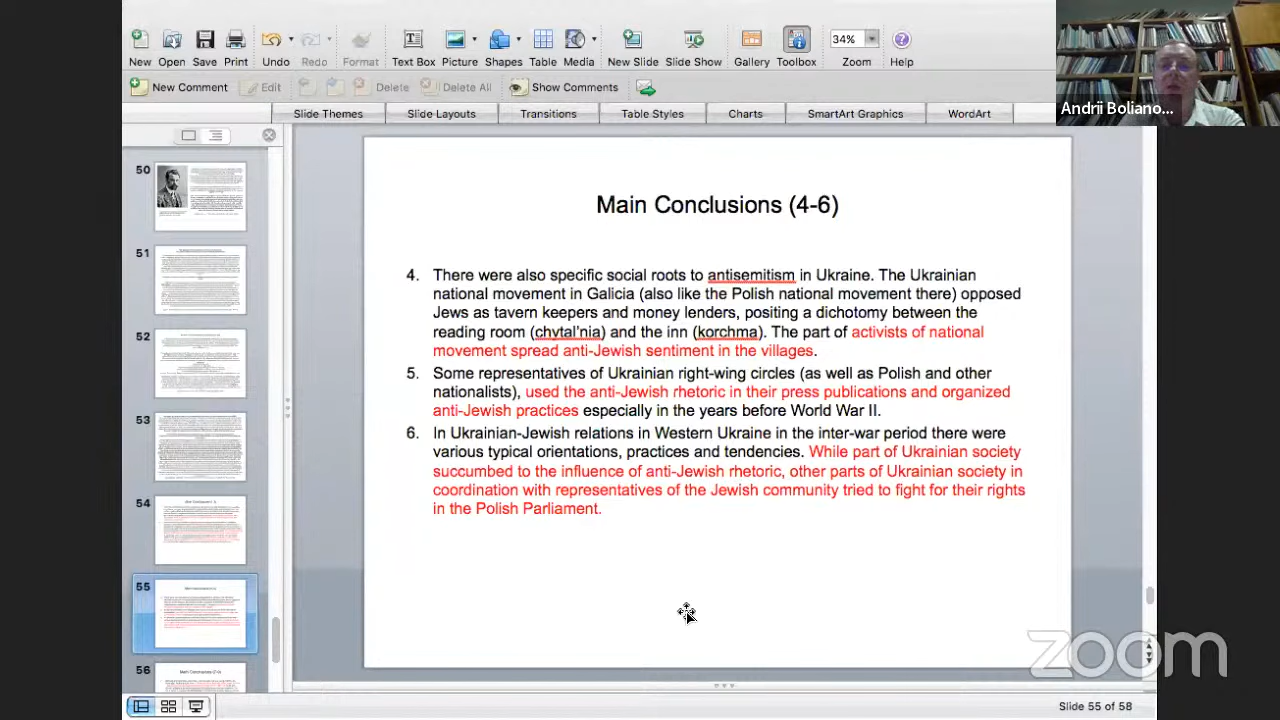 New Open Save Print Undo Redo Format Text Box Picture Shapes Table Media New Slide Slide Show Gallery Toolbox 34% Zoom Help
New Comment Edit Delete Delete All Show Comments
Slide Themes Slide Layouts Transitions Table Styles Charts SmartArt Graphics WordArt
Andrii Boliano...
50
51
52
53
54
55
56
Main Conclusions (4-6)
4. There were also specific social roots to antisemitism in Ukraine. The Ukrainian
national movement in Galicia (also like the Polish national movement there) opposed
Jews as tavern keepers and money lenders, positing a dichotomy between the
reading room (chytal'nia) and the inn (korchma). The part of activists of national
movement spread anti-Jewish sentiment in the villages.
5. Some representatives of Ukrainian right-wing circles (as well as Polish and other
nationalists), used the anti-Jewish rhetoric in their press publications and organized
anti-Jewish practices especially in the years before World War II.
6. In Ukrainian-Jewish relations in Western Ukraine in the inter-war period there were
various typical orientations, practices and tendencies. While part of Ukrainian society
succumbed to the influence of anti-Jewish rhetoric, other parts of Ukrainian society in
coordination with representatives of the Jewish community tried to fight for their rights
in the Polish Parliament.
zoom
Slide 55 of 58